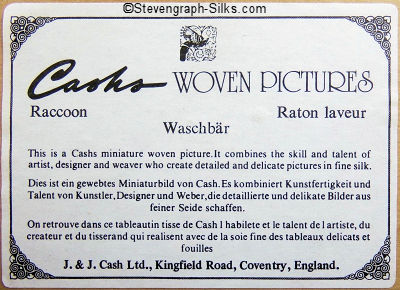 ©Stevengraph-Silks.com
Cashs WOVEN PICTURES
Raccoon Raton laveur
Waschbär
This is a Cashs miniature woven picture.It combines the skill and talent of
artist, designer and weaver who create detailed and delicate pictures in fine silk.
Dies ist ein gewebtes Miniaturbild von Cash.Es kombiniert Kunstfertigkeit und
Talent von Kunstler,Designer und Weber,die detaillierte und delikate Bilder aus
feiner Seide schaffen.
On retrouve dans ce tableautin tisse de Cash l habilete et le talent de l artiste, du
createur et du tisserand qui realisent avec de la soie fine des tableaux delicats et
fouilles
J. & J. Cash Ltd., Kingfield Road, Coventry, England.